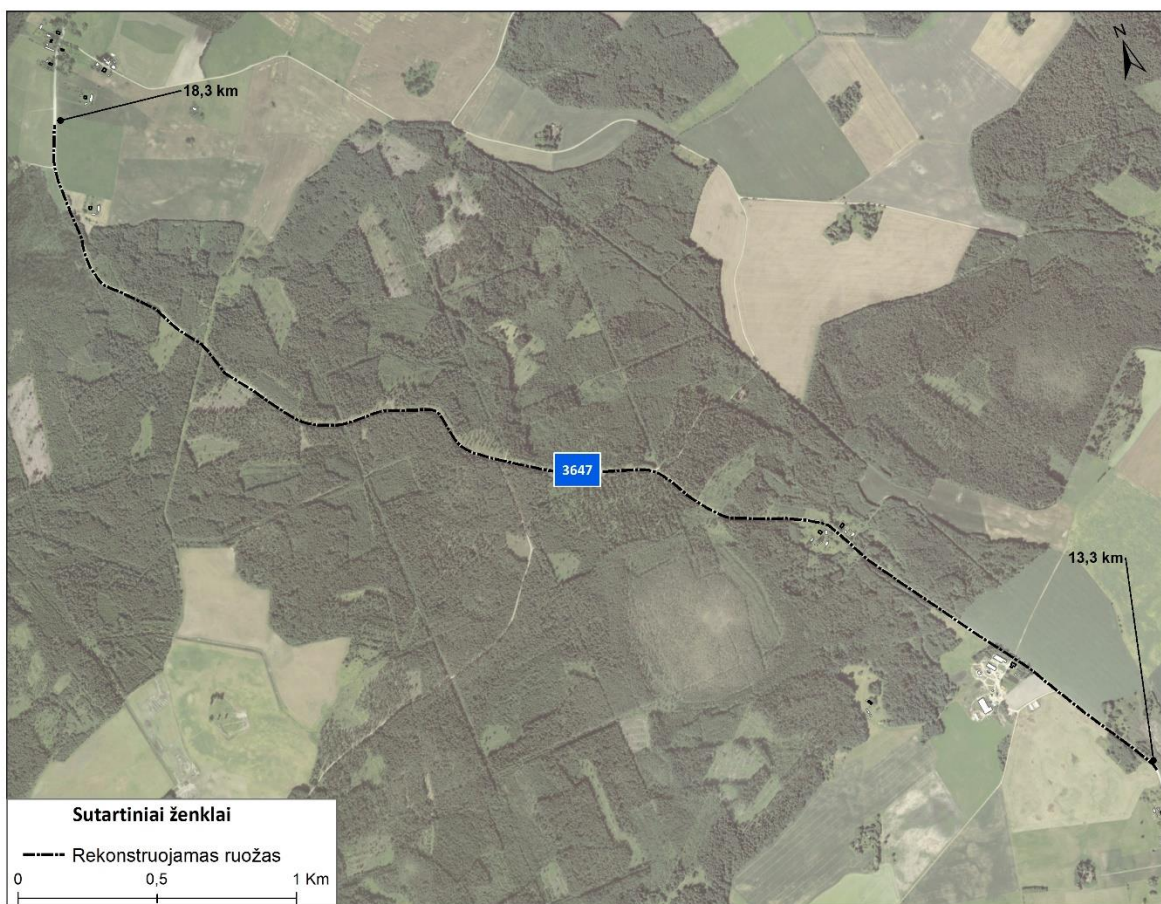 N
18,3 km
3647
13,3 km
Sutartiniai ženklai
Rekonstruojamas ruožas
0 0,5 1 Km